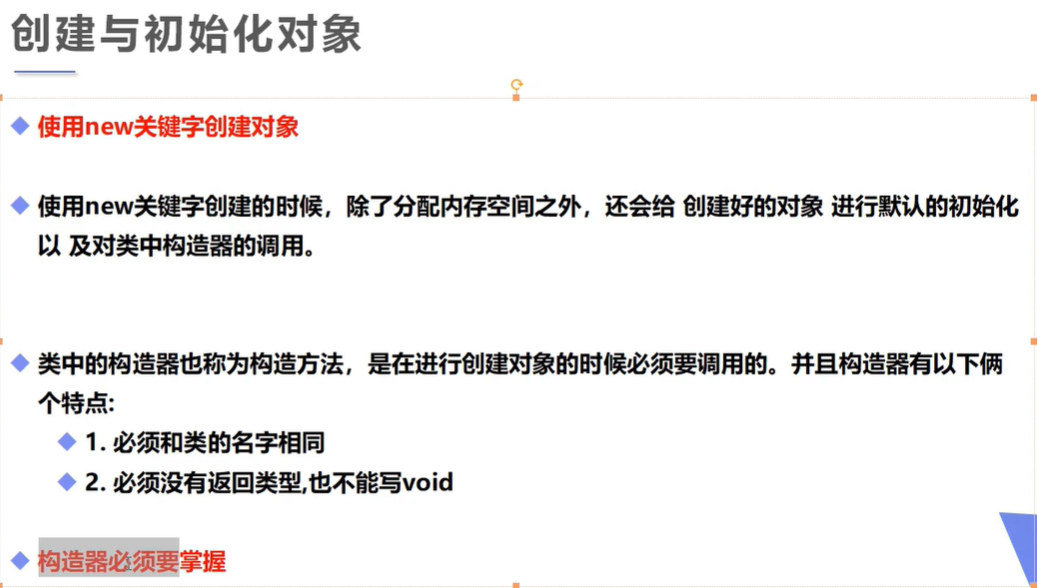 创建与初始化对象
使用new关键字创建对象
使用new关键字创建的时候，除了分配内存空间之外，还会给 创建好的对象 进行默认的初始化
以 及对类中构造器的调用。
类中的构造器也称为构造方法，是在进行创建对象的时候必须要调用的。并且构造器有以下俩
个特点:
1. 必须和类的名字相同
2. 必须没有返回类型,也不能写void
构造器必须要掌握